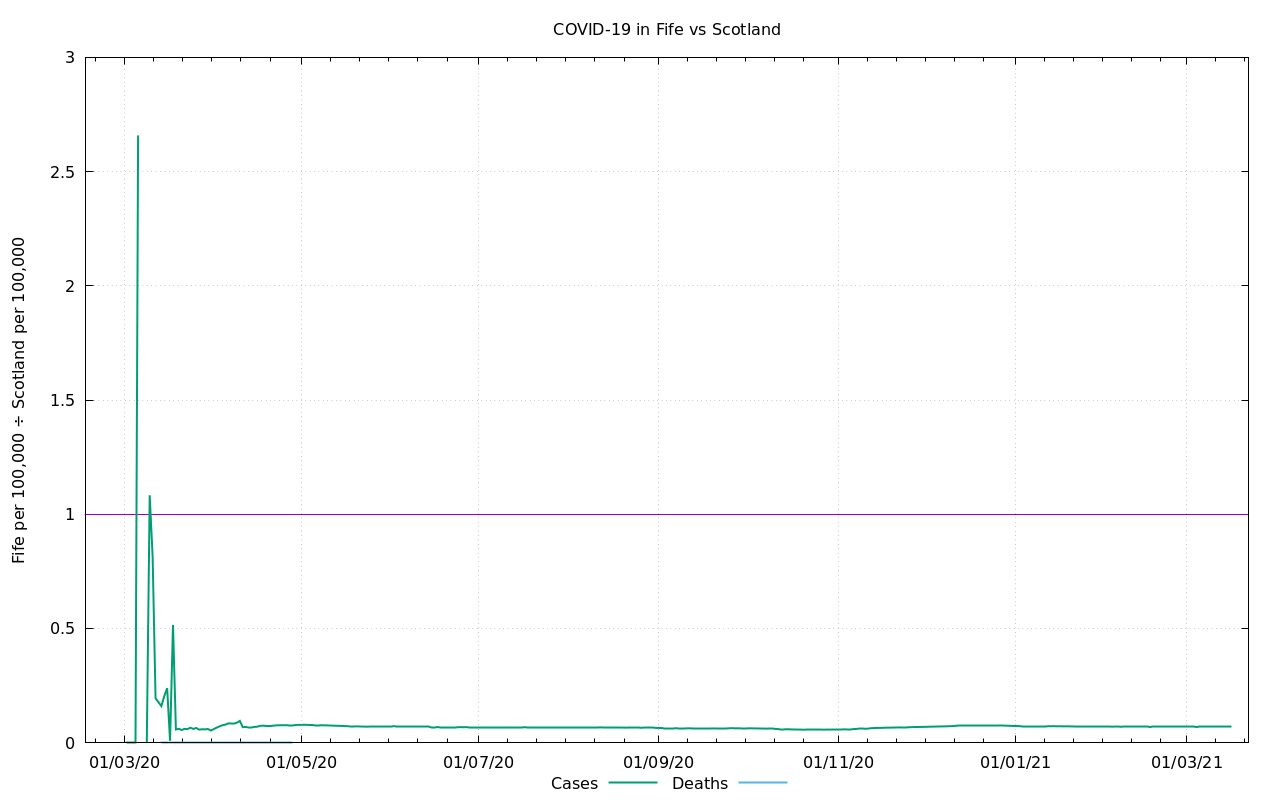 COVID-19 in Fife vs Scotland
Fife per 100,000 ÷ Scotland per 100,000
3
2.5
2
1.5
1
0.5
0
01/03/20 01/05/20 01/07/20 01/09/20 01/11/20 01/01/21 01/03/21
Cases Deaths